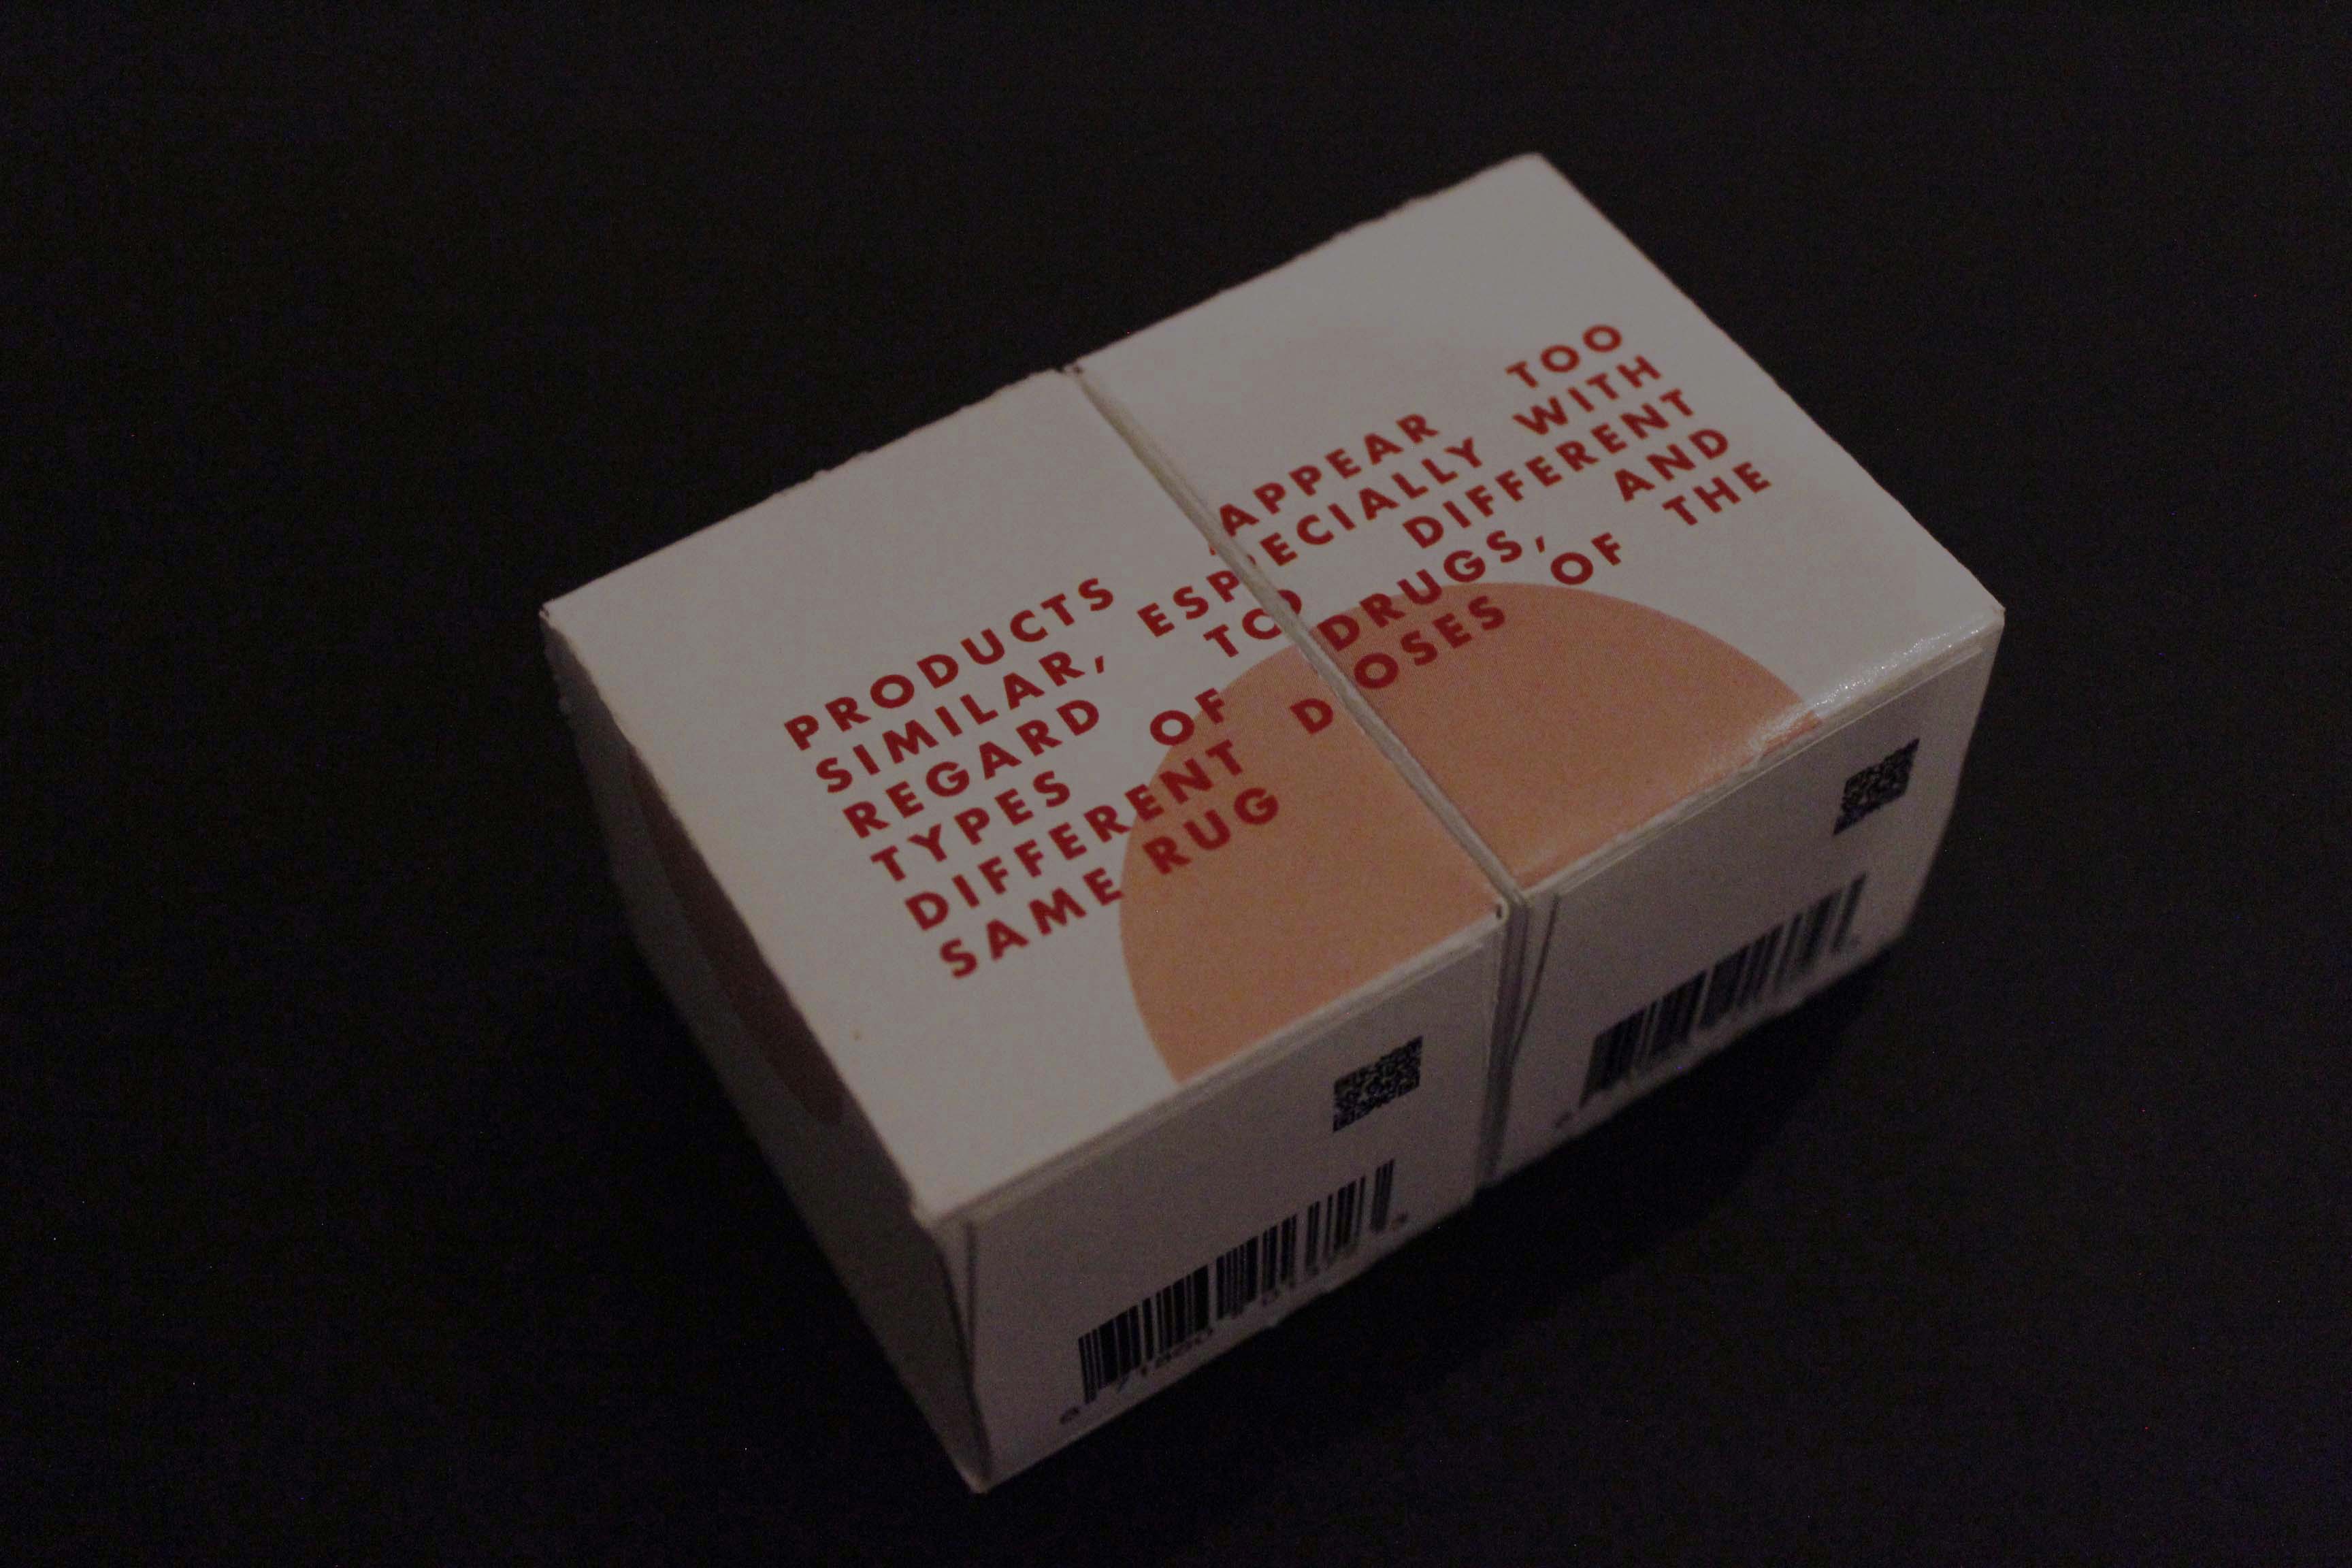 PRODUCTS APPEAR TOO
SIMILAR, ESPECIALLY WITH
REGARD TO DIFFERENT
TYPES OF DRUGS, AND
DIFFERENT DOSES OF THE
SAME RUG